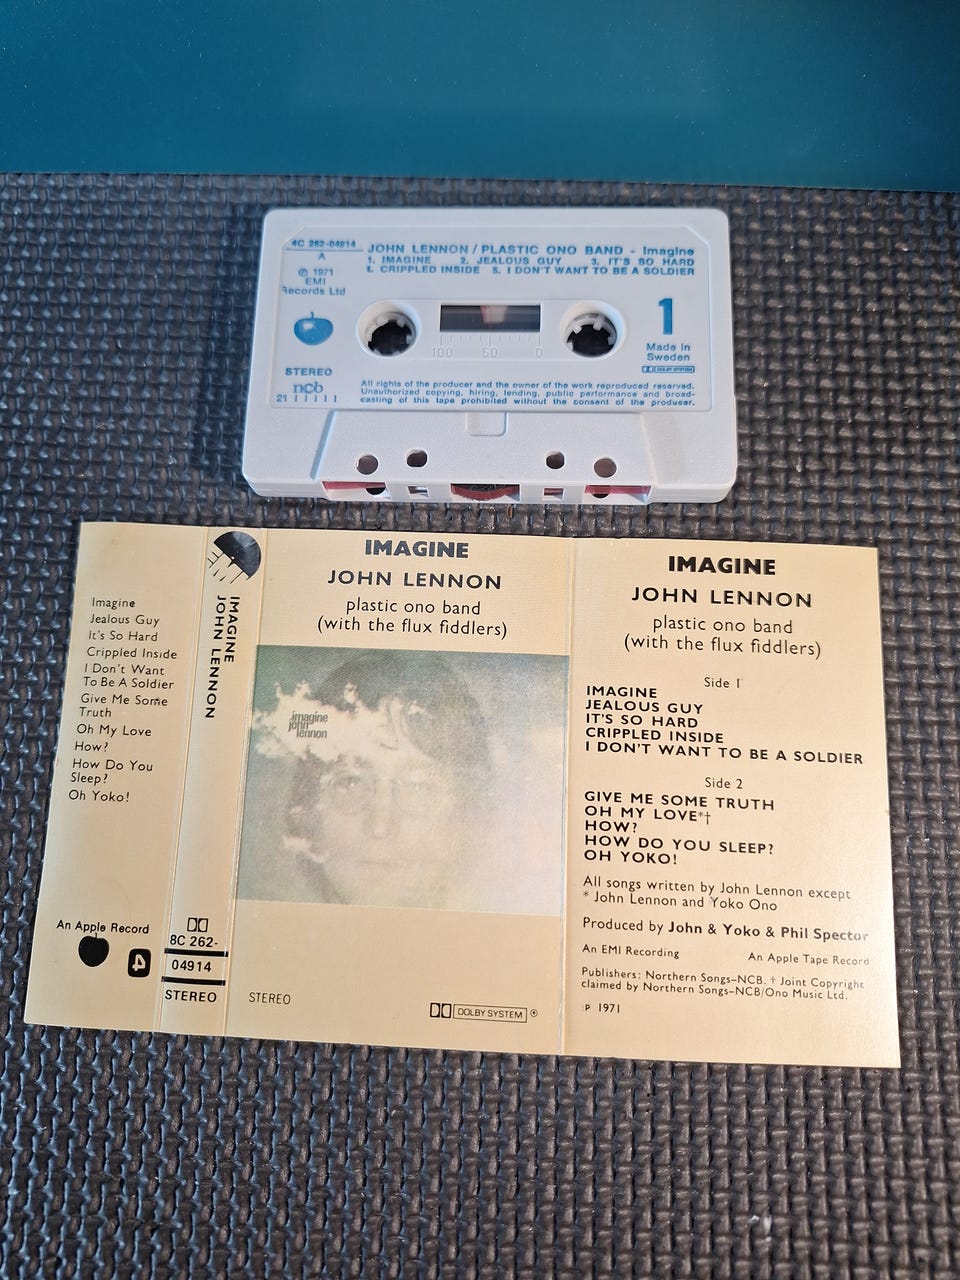 4C 262-04914
A
℗ 1971
EMI
Records Ltd
STEREO
ncb
21
JOHN LENNON / PLASTIC ONO BAND - Imagine
1. IMAGINE 2. JEALOUS GUY 3. IT'S SO HARD
4. CRIPPLED INSIDE 5. I DON'T WANT TO BE A SOLDIER
100 50 0
1
Made in
Sweden
DOLBY SYSTEM
All rights of the producer and the owner of the work reproduced reserved.
Unauthorized copying, hiring, lending, public performance and broad-
casting of this tape prohibited without the consent of the producer.
Imagine
Jealous Guy
It's So Hard
Crippled Inside
I Don't Want
To Be A Soldier
Give Me Some
Truth
Oh My Love
How?
How Do You
Sleep?
Oh Yoko!
An Apple Record
4
IMAGINE
JOHN LENNON
8C 262-
04914
STEREO
IMAGINE
JOHN LENNON
plastic ono band
(with the flux fiddlers)
imagine
john
lennon
STEREO
DOLBY SYSTEM ®
IMAGINE
JOHN LENNON
plastic ono band
(with the flux fiddlers)
Side 1
IMAGINE
JEALOUS GUY
IT'S SO HARD
CRIPPLED INSIDE
I DON'T WANT TO BE A SOLDIER
Side 2
GIVE ME SOME TRUTH
OH MY LOVE*†
HOW?
HOW DO YOU SLEEP?
OH YOKO!
All songs written by John Lennon except
* John Lennon and Yoko Ono
Produced by John & Yoko & Phil Spector
An EMI Recording An Apple Tape Record
Publishers: Northern Songs–NCB. † Joint Copyright
claimed by Northern Songs–NCB/Ono Music Ltd.
P 1971